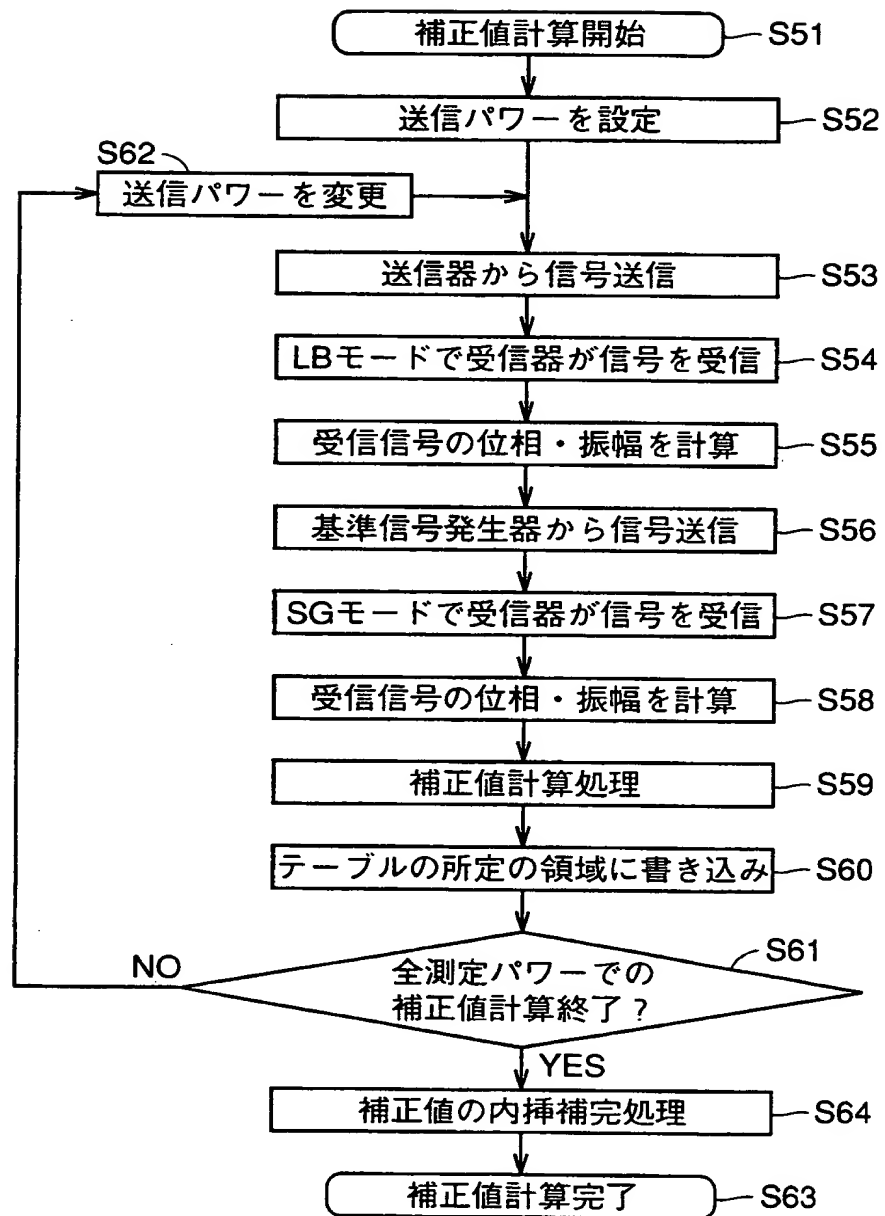 補正値計算開始 S51
送信パワーを設定 S52
S62
送信パワーを変更
送信器から信号送信 S53
LBモードで受信器が信号を受信 S54
受信信号の位相・振幅を計算 S55
基準信号発生器から信号送信 S56
SGモードで受信器が信号を受信 S57
受信信号の位相・振幅を計算 S58
補正値計算処理 S59
テーブルの所定の領域に書き込み S60
S61
NO
全測定パワーでの
補正値計算終了?
YES
補正値の内挿補完処理 S64
補正値計算完了 S63